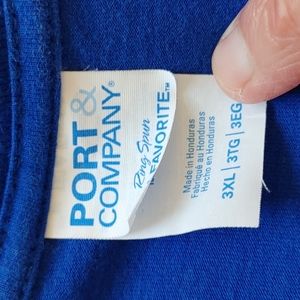 PORT &
COMPANY®
Ring Spun
FAVORITE™
Made in Honduras
Fabriqué au Honduras
Hecho en Honduras
3XL | 3TG | 3EG